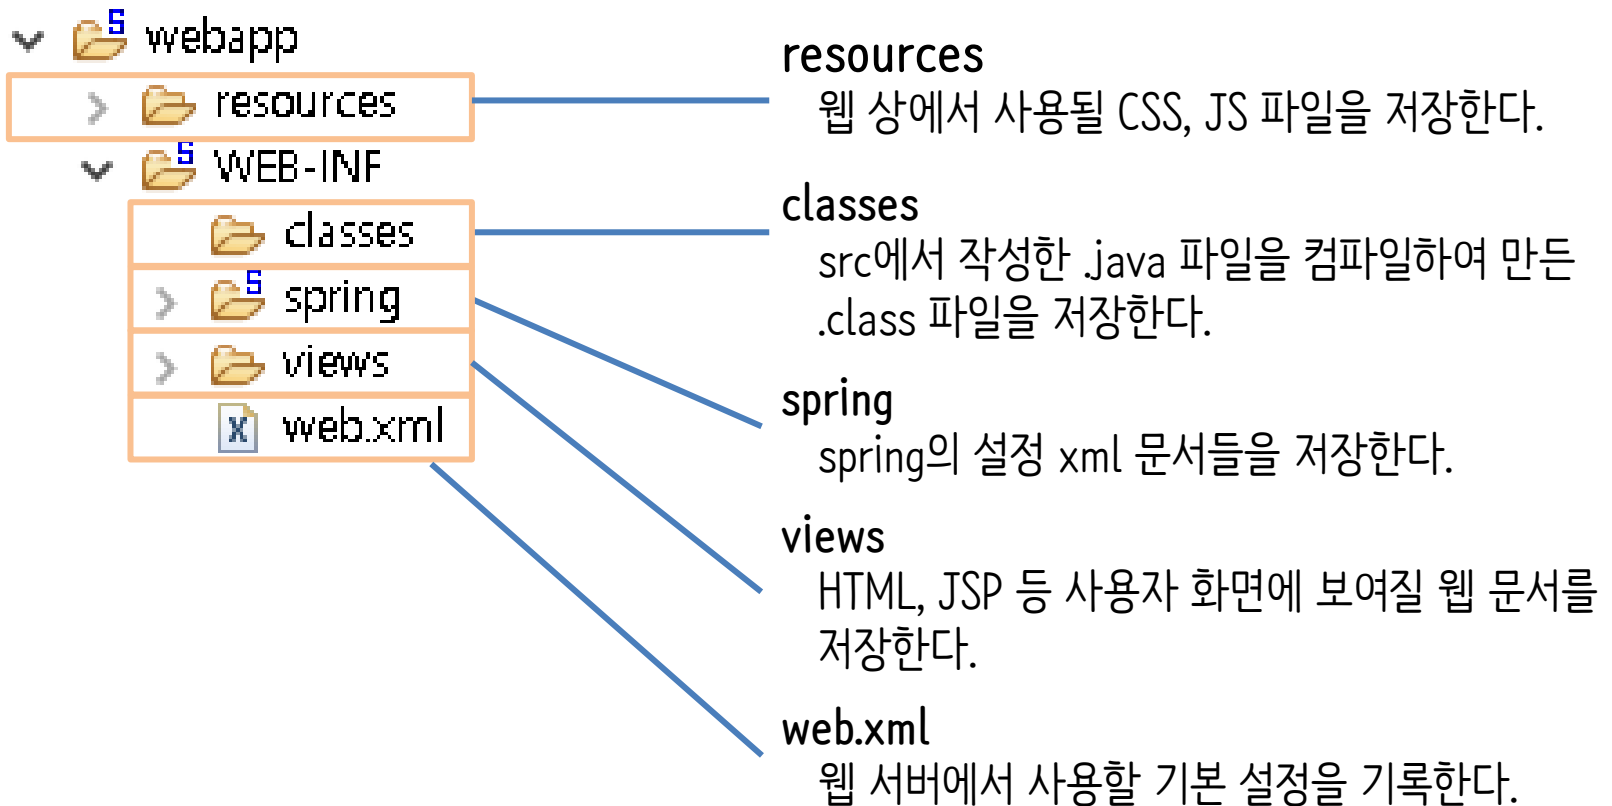 webapp
resources
WEB-INF
classes
spring
views
web.xml
resources
웹 상에서 사용될 CSS, JS 파일을 저장한다.
classes
src에서 작성한 .java 파일을 컴파일하여 만든
.class 파일을 저장한다.
spring
spring의 설정 xml 문서들을 저장한다.
views
HTML, JSP 등 사용자 화면에 보여질 웹 문서를
저장한다.
web.xml
웹 서버에서 사용할 기본 설정을 기록한다.